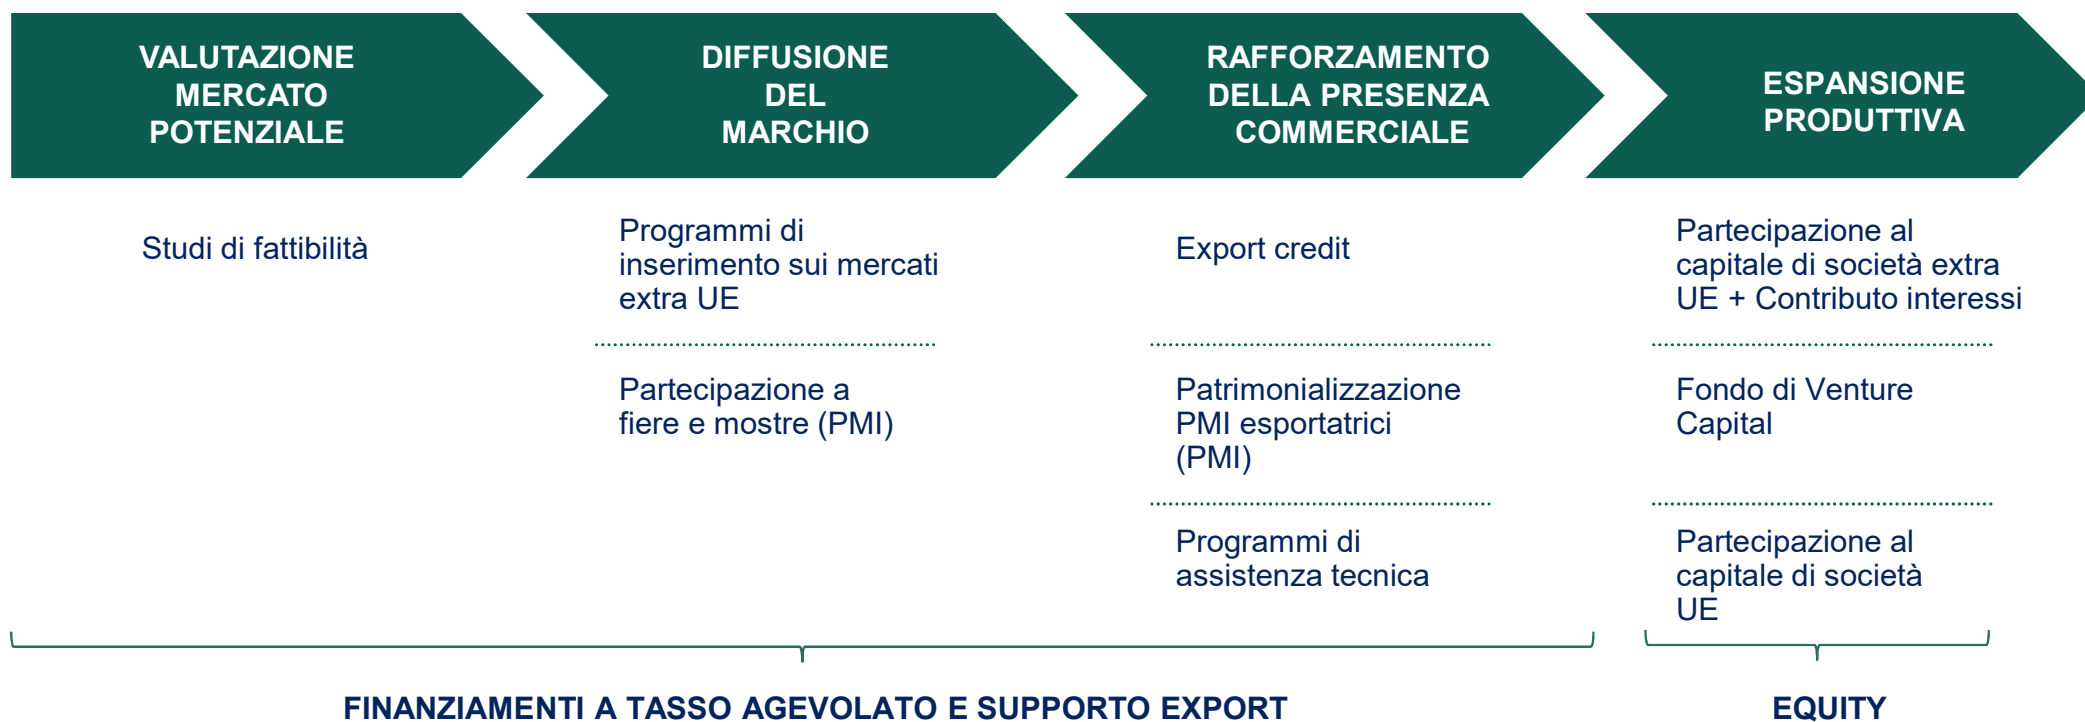 VALUTAZIONE
MERCATO
POTENZIALE
DIFFUSIONE
DEL
MARCHIO
RAFFORZAMENTO
DELLA PRESENZA
COMMERCIALE
ESPANSIONE
PRODUTTIVA
Studi di fattibilità
Programmi di
inserimento sui mercati
extra UE
Partecipazione a
fiere e mostre (PMI)
Export credit
Patrimonializzazione
PMI esportatrici
(PMI)
Programmi di
assistenza tecnica
Partecipazione al
capitale di società extra
UE + Contributo interessi
Fondo di Venture
Capital
Partecipazione al
capitale di società
UE
FINANZIAMENTI A TASSO AGEVOLATO E SUPPORTO EXPORT
EQUITY